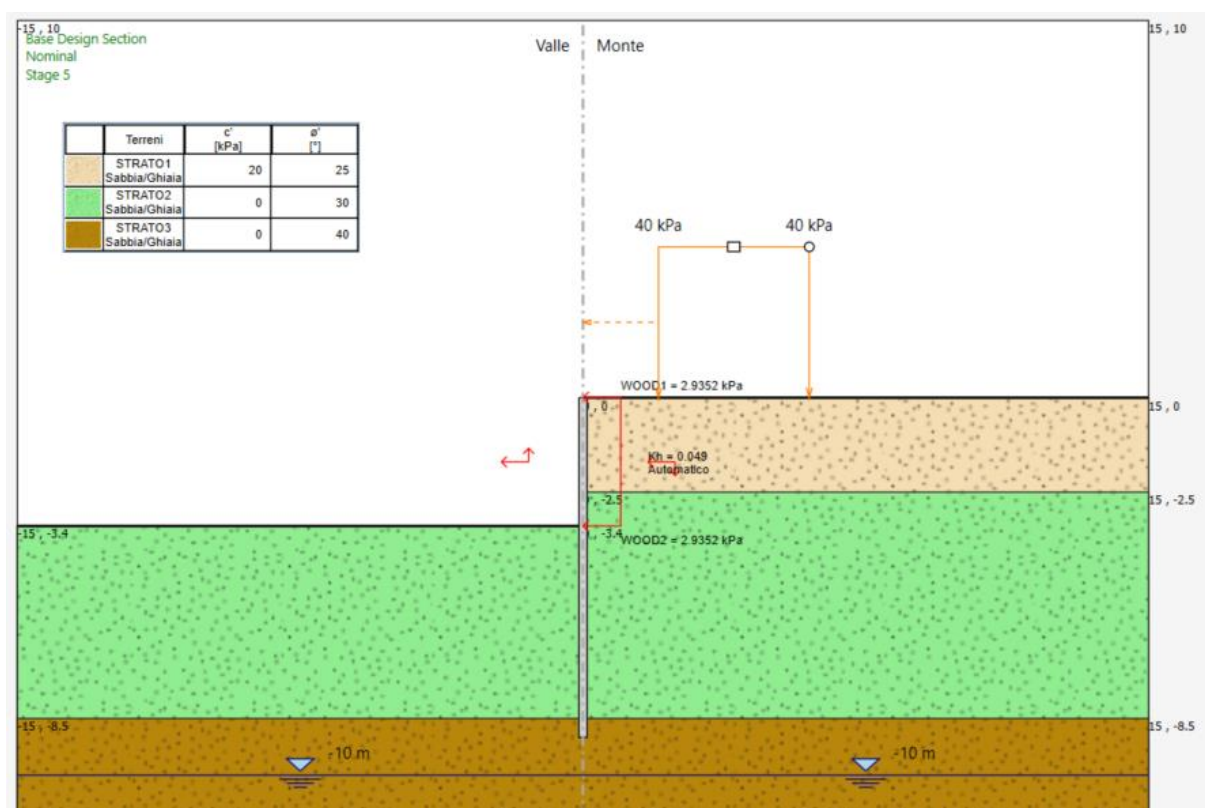 -15 , 10
15 , 10
Base Design Section
Nominal
Stage 5
Valle
Monte
Terreni
c'
[kPa]
ø'
[°]
STRATO1
Sabbia/Ghiaia
20
25
STRATO2
Sabbia/Ghiaia
0
30
STRATO3
Sabbia/Ghiaia
0
40
40 kPa
40 kPa
WOOD1 = 2.9352 kPa
, 0
15 , 0
Kh = 0.049
Automatico
, -2.5
15 , -2.5
-15 , -3.4
, -3.4
WOOD2 = 2.9352 kPa
-15 , -8.5
15 , -8.5
-10 m
-10 m